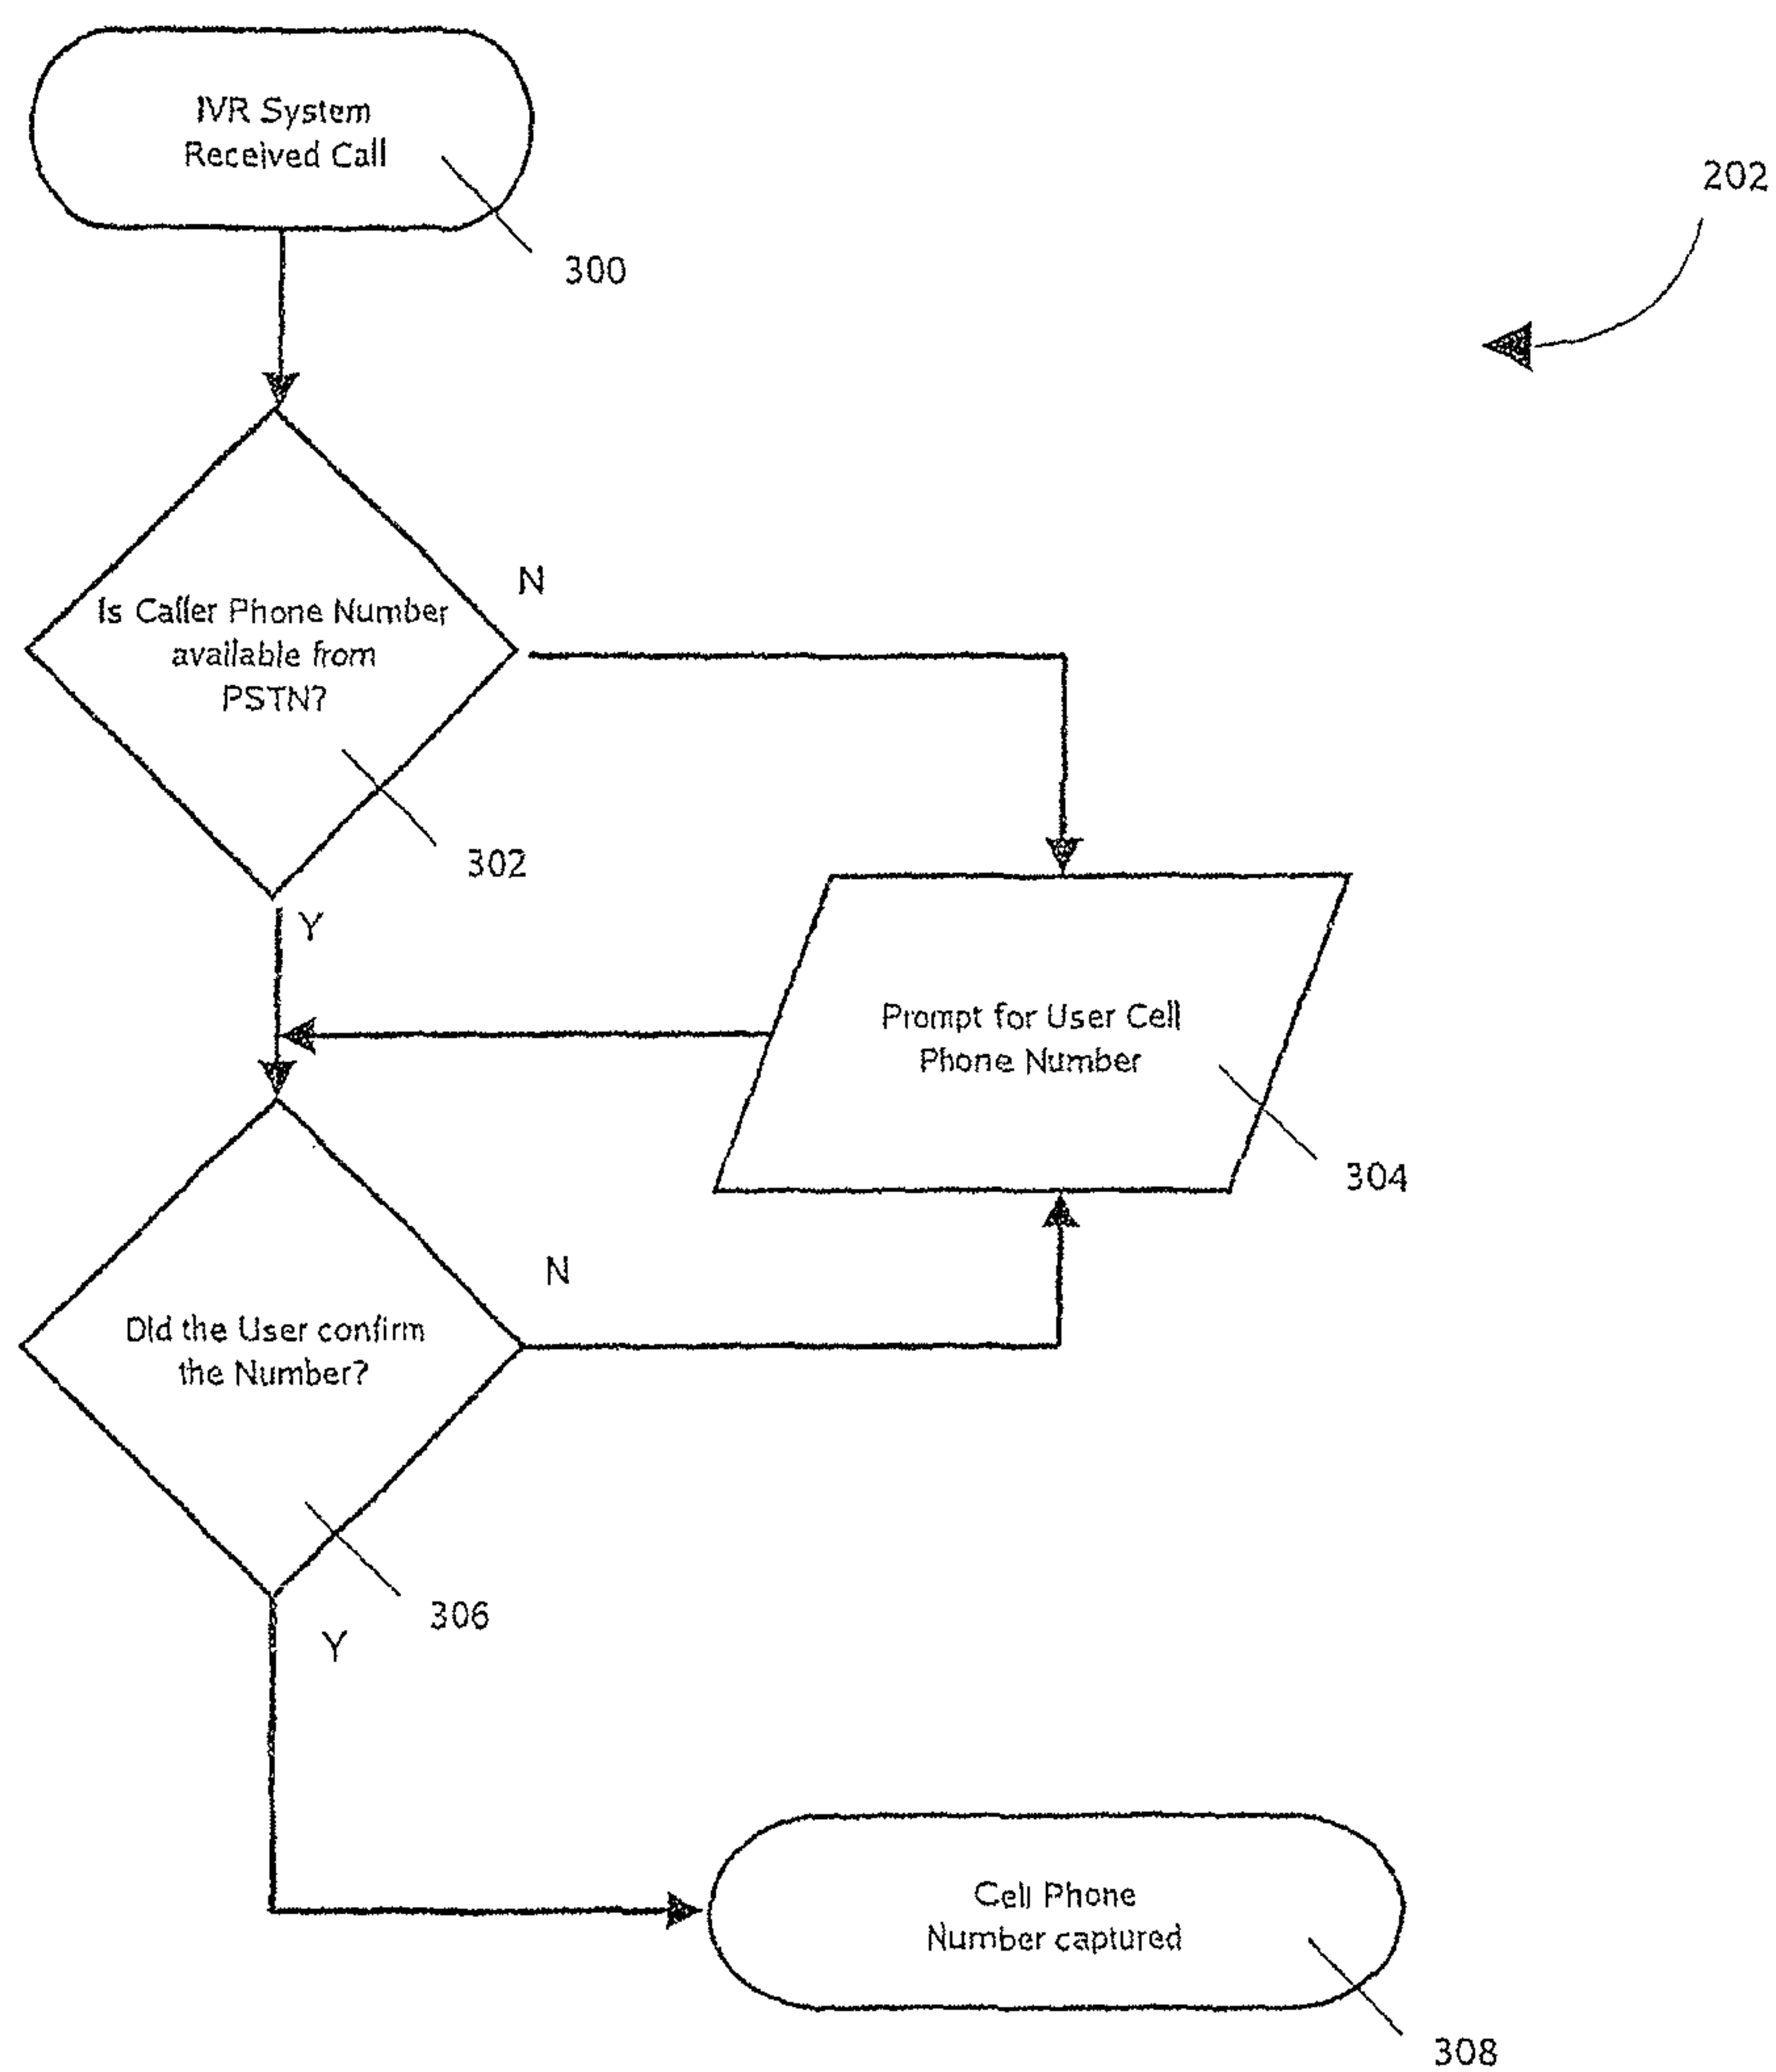 IVR System
Received Call
300
202
Is Caller Phone Number
available from
PSTN?
N
302
Y
Prompt for User Cell
Phone Number
304
Did the User confirm
the Number?
N
306
Y
Cell Phone
Number captured
308